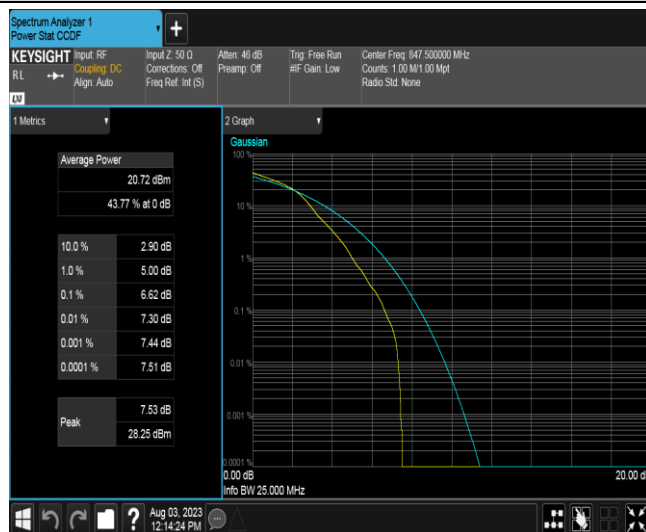 Spectrum Analyzer 1
Power Stat CCDF
+
KEYSIGHT
RL
LXI
Input: RF
Coupling: DC
Align: Auto
Input Z: 50 Ω
Corrections: Off
Freq Ref: Int (S)
Atten: 46 dB
Preamp: Off
Trig: Free Run
#IF Gain: Low
Center Freq: 847.500000 MHz
Counts: 1.00 M/1.00 Mpt
Radio Std: None
1 Metrics
Average Power
20.72 dBm
43.77 % at 0 dB
10.0 % 2.90 dB
1.0 % 5.00 dB
0.1 % 6.62 dB
0.01 % 7.30 dB
0.001 % 7.44 dB
0.0001 % 7.51 dB
Peak
7.53 dB
28.25 dBm
2 Graph
Gaussian
100 %
10 %
1 %
0.1 %
0.01 %
0.001 %
0.0001 %
0.00 dB
20.00 d
Info BW 25.000 MHz
?
Aug 03, 2023
12:14:24 PM